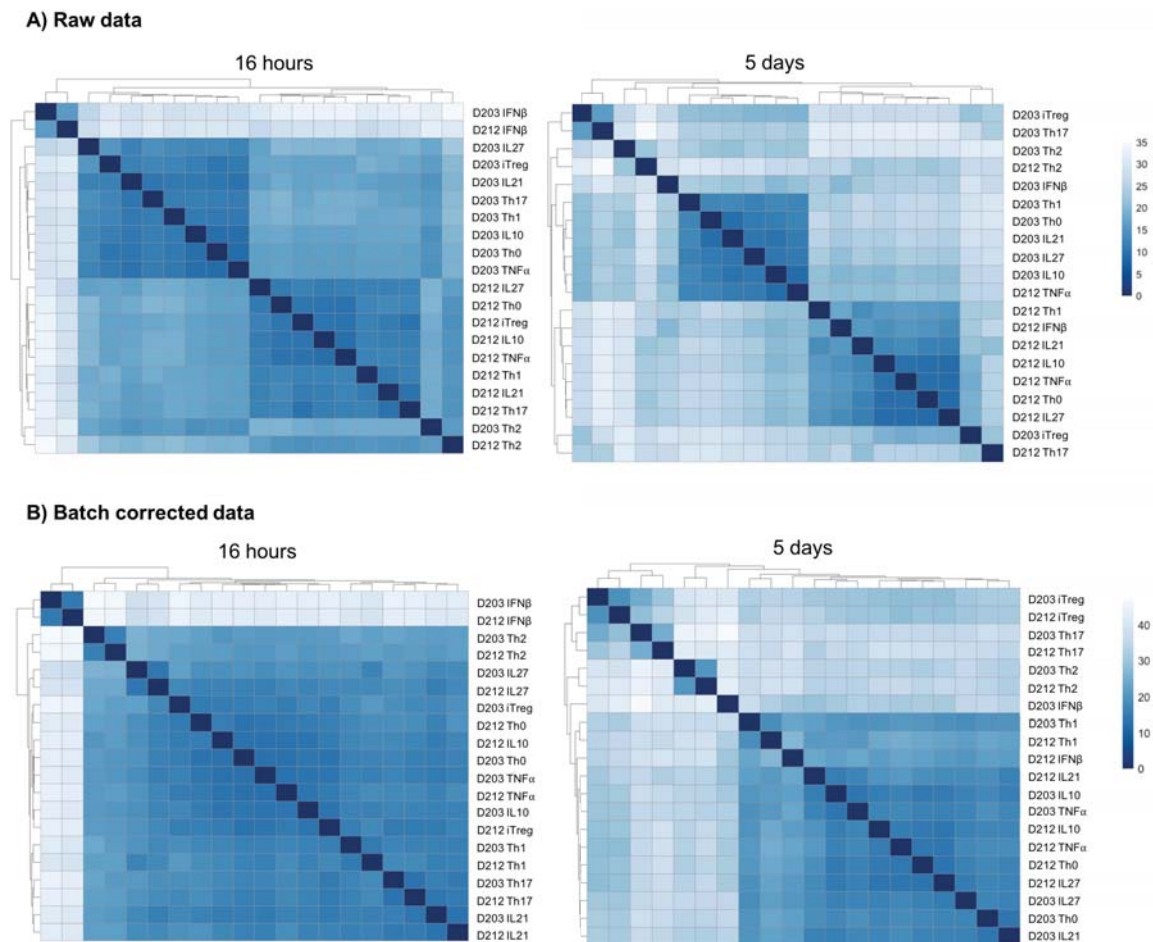 A) Raw data
16 hours
D203 IFNβ
D212 IFNβ
D203 IL27
D203 iTreg
D203 IL21
D203 Th17
D203 Th1
D203 IL10
D203 Th0
D203 TNFα
D212 IL27
D212 Th0
D212 iTreg
D212 IL10
D212 TNFα
D212 Th1
D212 IL21
D212 Th17
D203 Th2
D212 Th2
5 days
D203 iTreg
D203 Th17
D203 Th2
D212 Th2
D203 IFNβ
D203 Th1
D203 Th0
D203 IL21
D203 IL27
D203 IL10
D212 TNFα
D212 Th1
D212 IFNβ
D212 IL21
D212 IL10
D212 TNFα
D212 Th0
D212 IL27
D203 iTreg
D212 Th17
35
30
25
20
15
10
5
0
B) Batch corrected data
16 hours
D203 IFNβ
D212 IFNβ
D203 Th2
D212 Th2
D203 IL27
D212 IL27
D203 iTreg
D212 Th0
D212 IL10
D203 Th0
D203 TNFα
D212 TNFα
D203 IL10
D212 iTreg
D203 Th1
D212 Th1
D203 Th17
D212 Th17
D203 IL21
D212 IL21
5 days
D203 iTreg
D212 iTreg
D203 Th17
D212 Th17
D203 Th2
D212 Th2
D203 IFNβ
D203 Th1
D212 Th1
D212 IFNβ
D212 IL21
D203 IL10
D203 TNFα
D212 IL10
D212 TNFα
D212 Th0
D212 IL27
D203 IL27
D203 Th0
D203 IL21
40
30
20
10
0